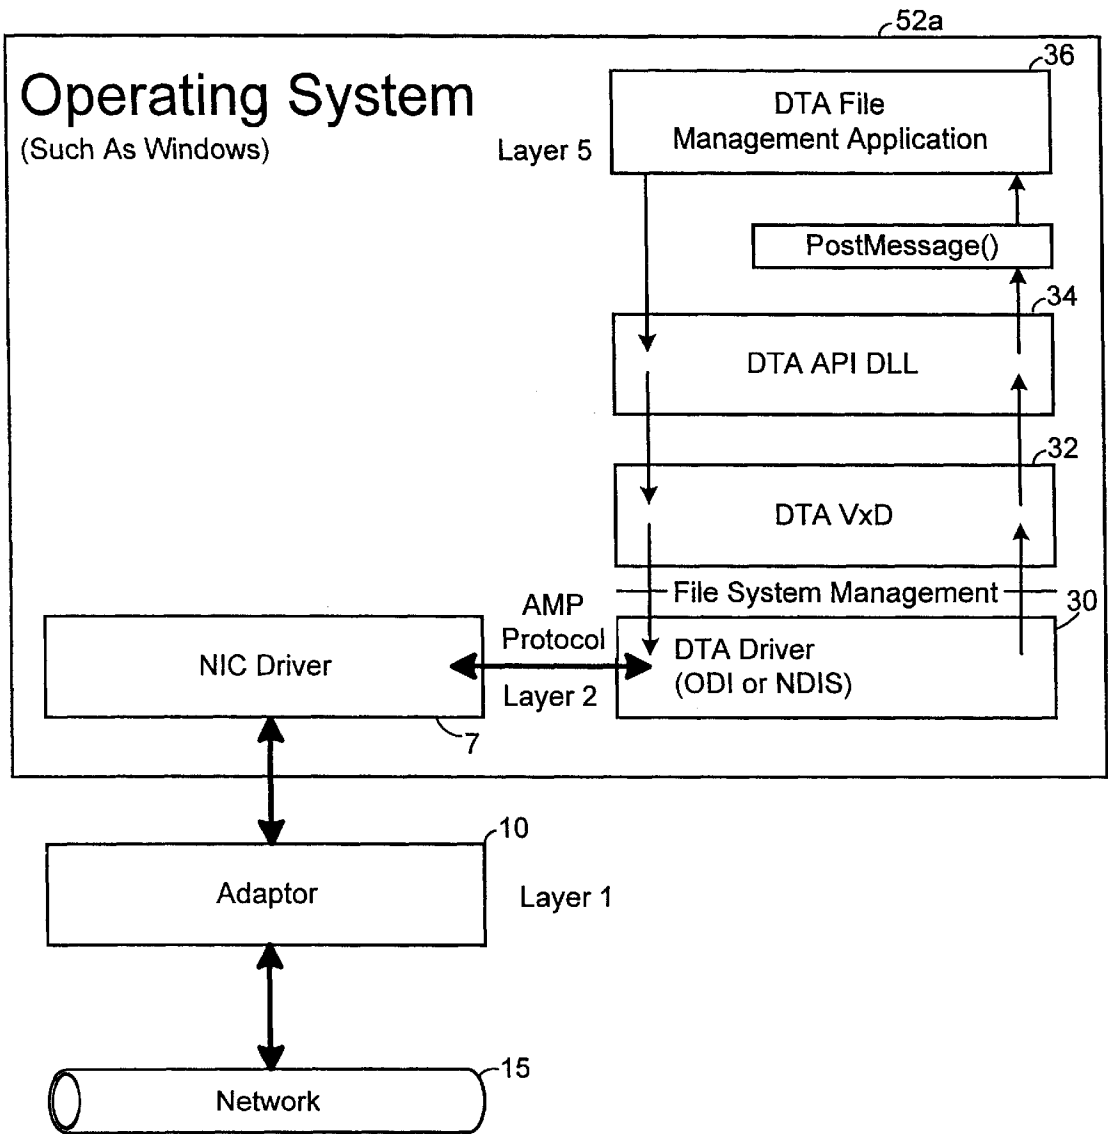 52a
Operating System
(Such As Windows)
36
DTA File
Management Application
Layer 5
PostMessage()
34
DTA API DLL
32
DTA VxD
File System Management
30
AMP
Protocol
Layer 2
NIC Driver
7
DTA Driver
(ODI or NDIS)
10
Adaptor
Layer 1
15
Network